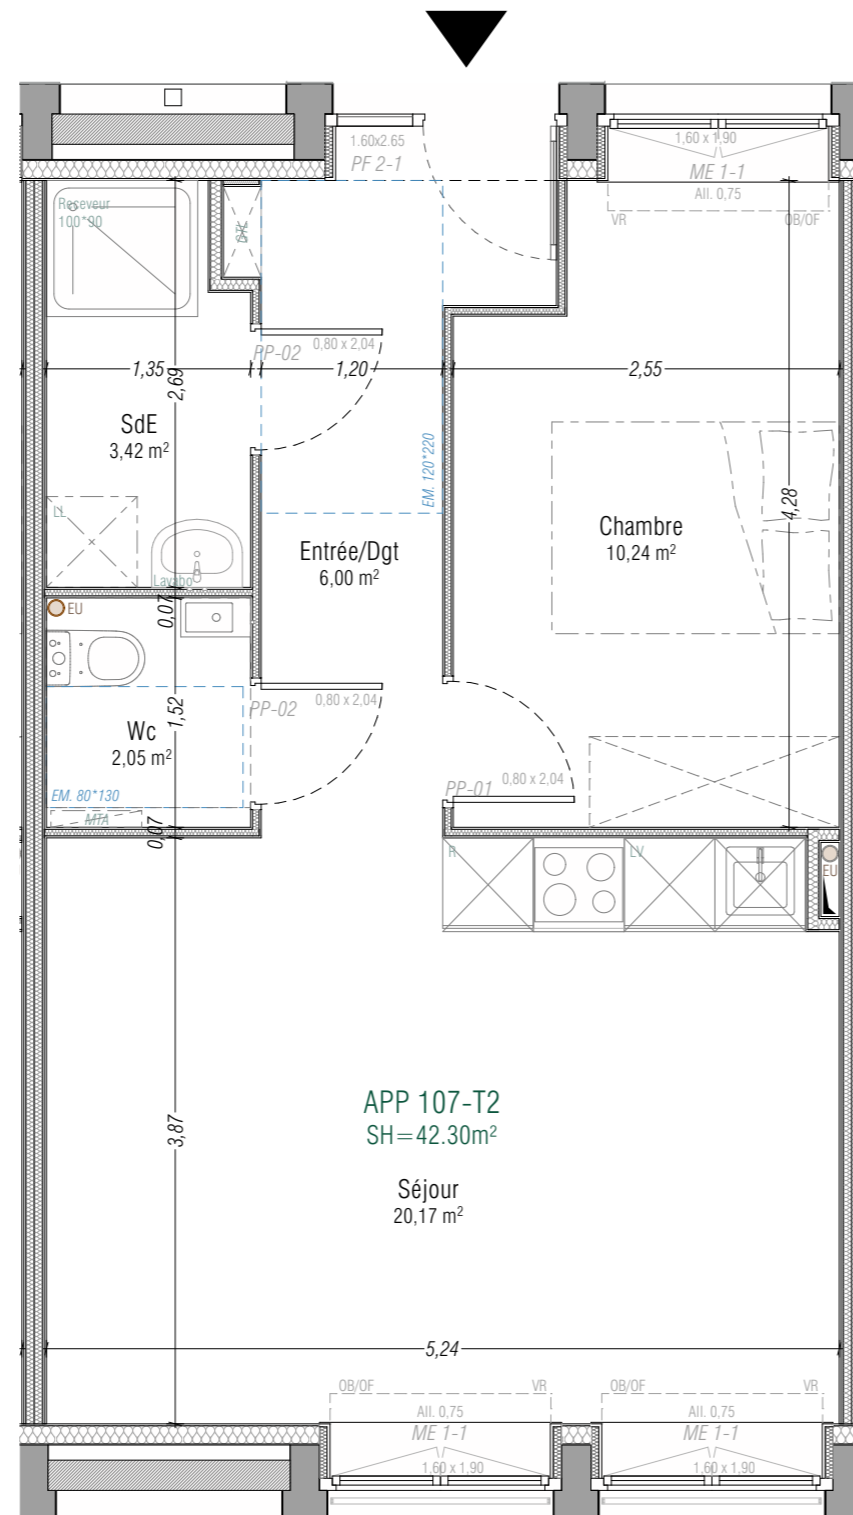 1.60x2.65
PF 2-1
1,60 x 1,90
ME 1-1
All. 0,75
VR
OB/OF
Receveur
100*90
GTL
PP-02
0,80 x 2,04
1,35
2,69
1,20
2,55
SdE
3,42 m²
EM. 120*220
4,28
LL
Lavabo
Entrée/Dgt
6,00 m²
Chambre
10,24 m²
EU
0,07
1,52
PP-02
0,80 x 2,04
Wc
2,05 m²
EM. 80*130
MTA
0,07
PP-01
0,80 x 2,04
R
LV
EU
APP 107-T2
SH=42.30m²
3,87
Séjour
20,17 m²
5,24
OB/OF
VR
All. 0,75
ME 1-1
1,60 x 1,90
OB/OF
VR
All. 0,75
ME 1-1
1,60 x 1,90